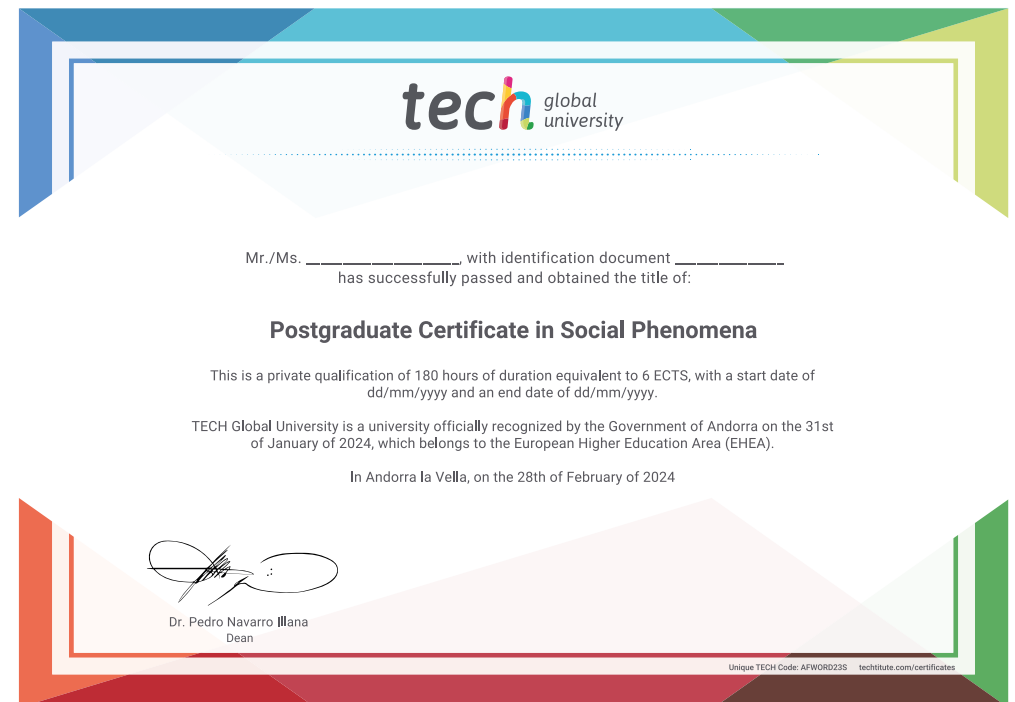 tech global
university
Mr./Ms. ___________________, with identification document ______________
has successfully passed and obtained the title of:
Postgraduate Certificate in Social Phenomena
This is a private qualification of 180 hours of duration equivalent to 6 ECTS, with a start date of
dd/mm/yyyy and an end date of dd/mm/yyyy.
TECH Global University is a university officially recognized by the Government of Andorra on the 31st
of January of 2024, which belongs to the European Higher Education Area (EHEA).
In Andorra la Vella, on the 28th of February of 2024
Dr. Pedro Navarro Illana
Dean
Unique TECH Code: AFWORD23S techtitute.com/certificates